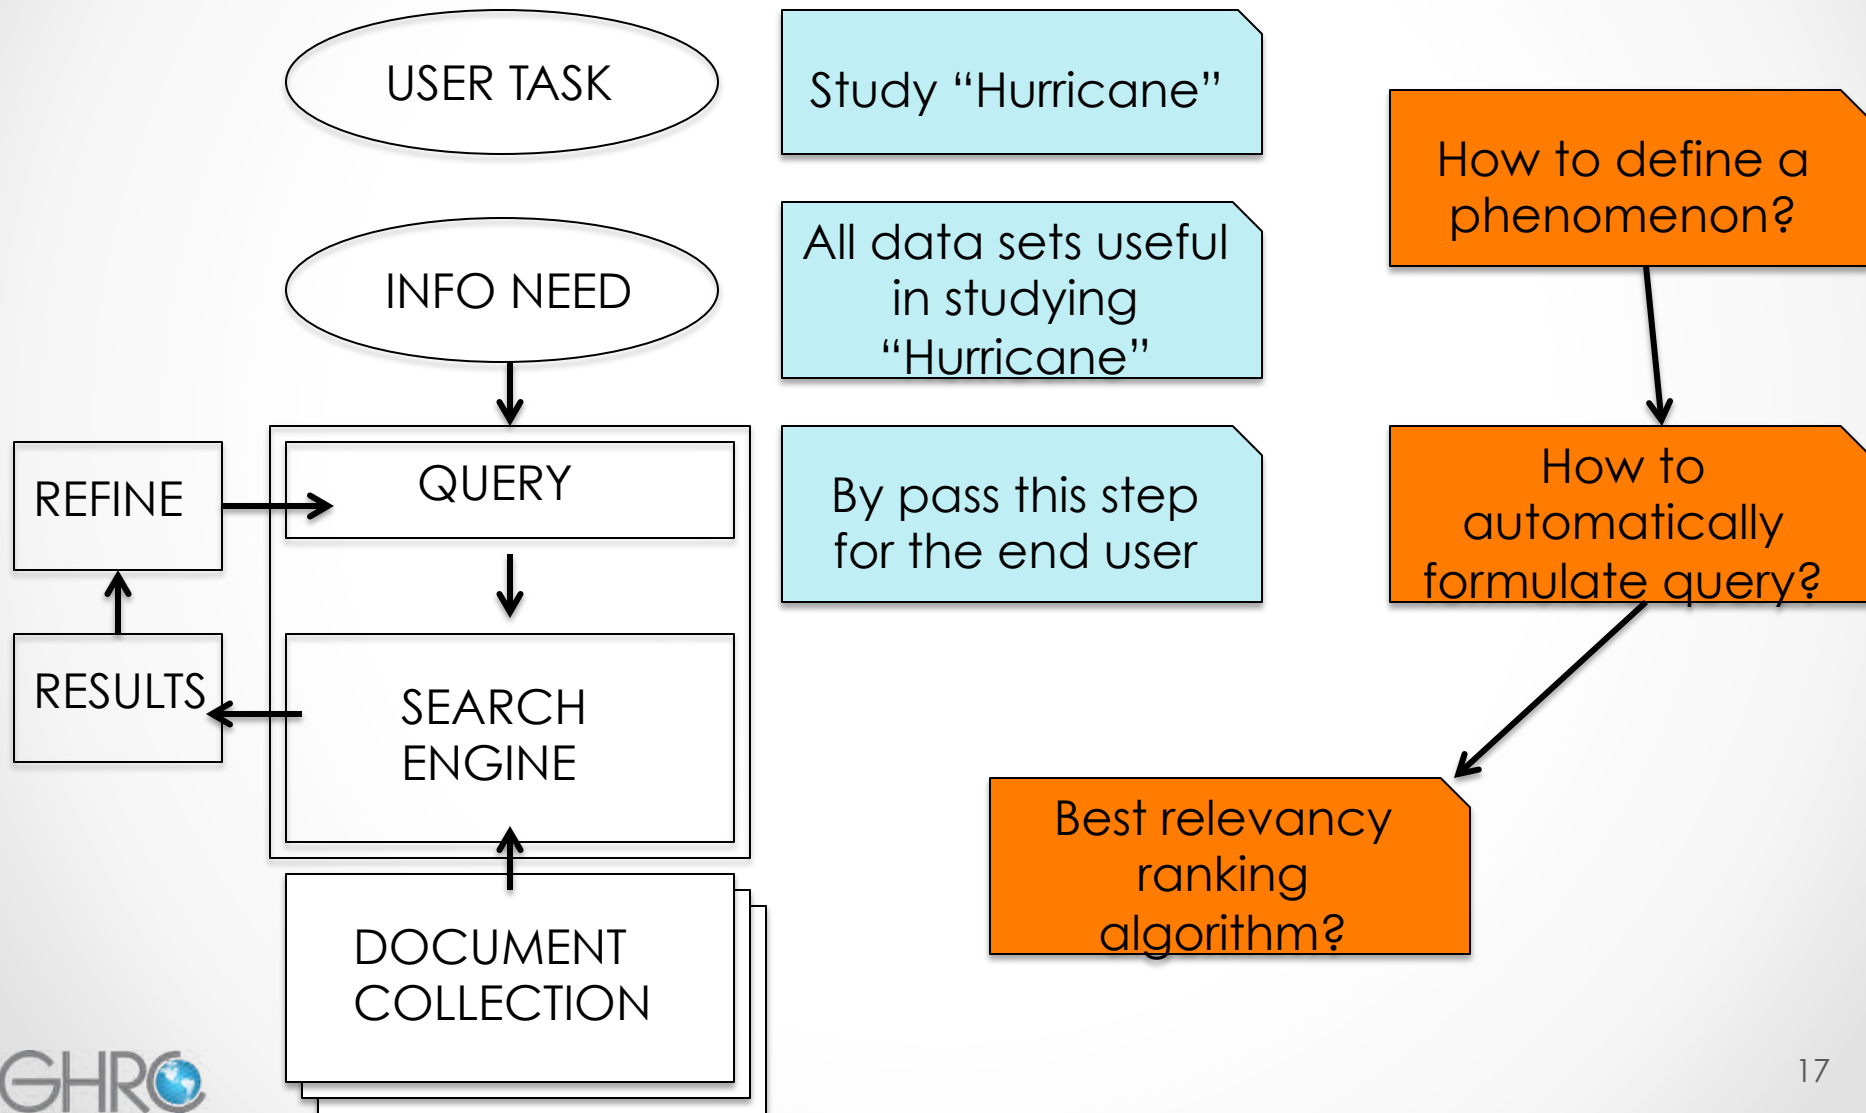 USER TASK
Study “Hurricane”
How to define a
phenomenon?
INFO NEED
All data sets useful
in studying
“Hurricane”
REFINE
QUERY
By pass this step
for the end user
How to
automatically
formulate query?
RESULTS
SEARCH
ENGINE
Best relevancy
ranking
algorithm?
DOCUMENT
COLLECTION
GHRC
17